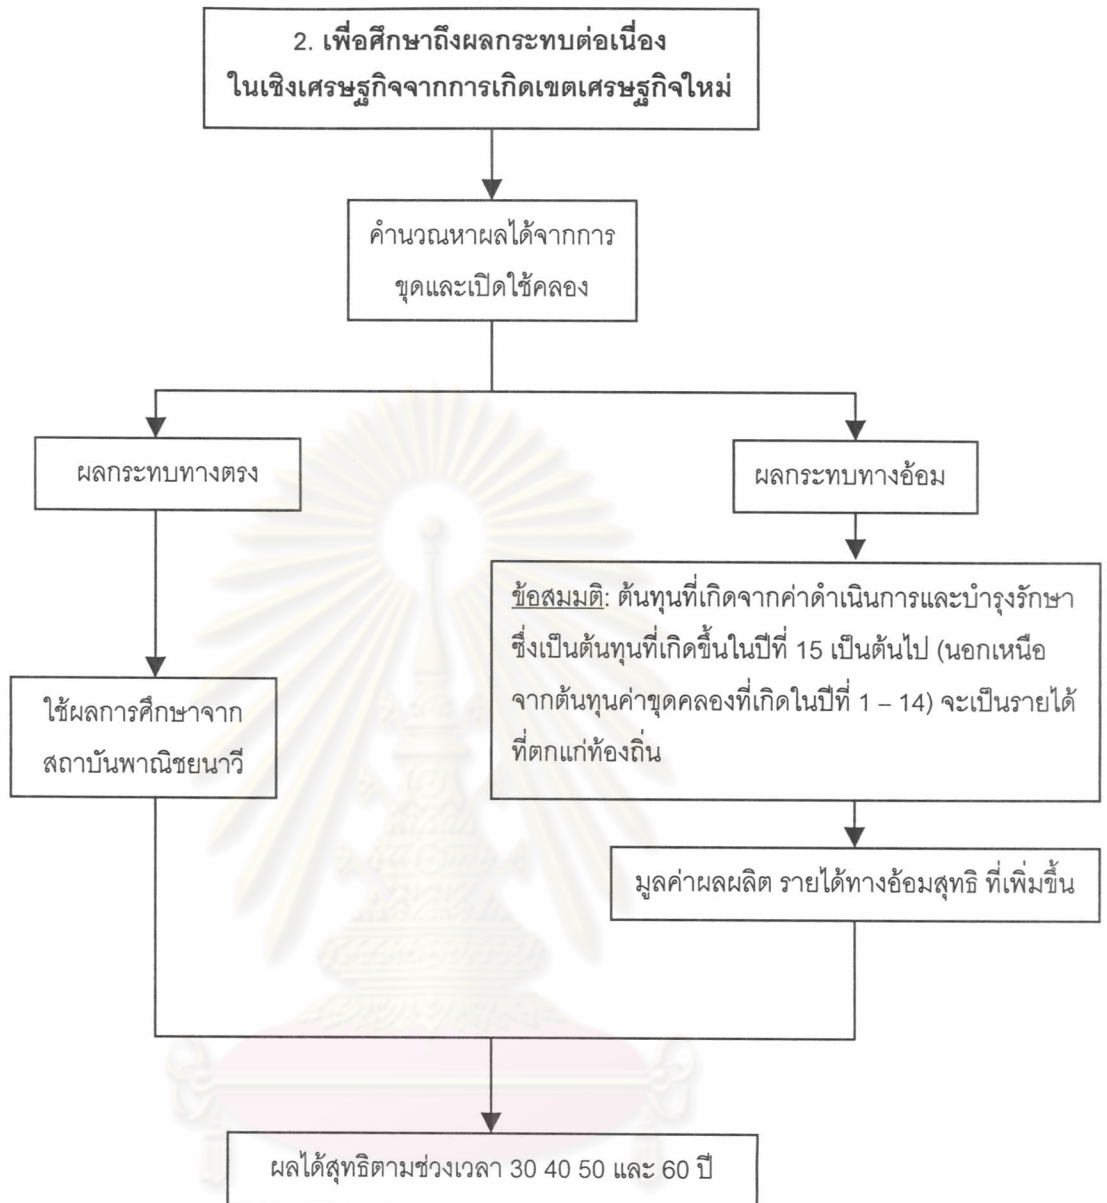 2. เพื่อศึกษาถึงผลกระทบต่อเนื่อง
ในเชิงเศรษฐกิจจากการเกิดเขตเศรษฐกิจใหม่
คำนวณหาผลได้จากการ
ขุดและเปิดใช้คลอง
ผลกระทบทางตรง
ผลกระทบทางอ้อม
ใช้ผลการศึกษาจาก
สถาบันพาณิชยนาวี
ข้อสมมติ: ต้นทุนที่เกิดจากค่าดำเนินการและบำรุงรักษา
ซึ่งเป็นต้นทุนที่เกิดขึ้นในปีที่ 15 เป็นต้นไป (นอกเหนือ
จากต้นทุนค่าขุดคลองที่เกิดในปีที่ 1 – 14) จะเป็นรายได้
ที่ตกแก่ท้องถิ่น
มูลค่าผลผลิต รายได้ทางอ้อมสุทธิ ที่เพิ่มขึ้น
ผลได้สุทธิตามช่วงเวลา 30 40 50 และ 60 ปี